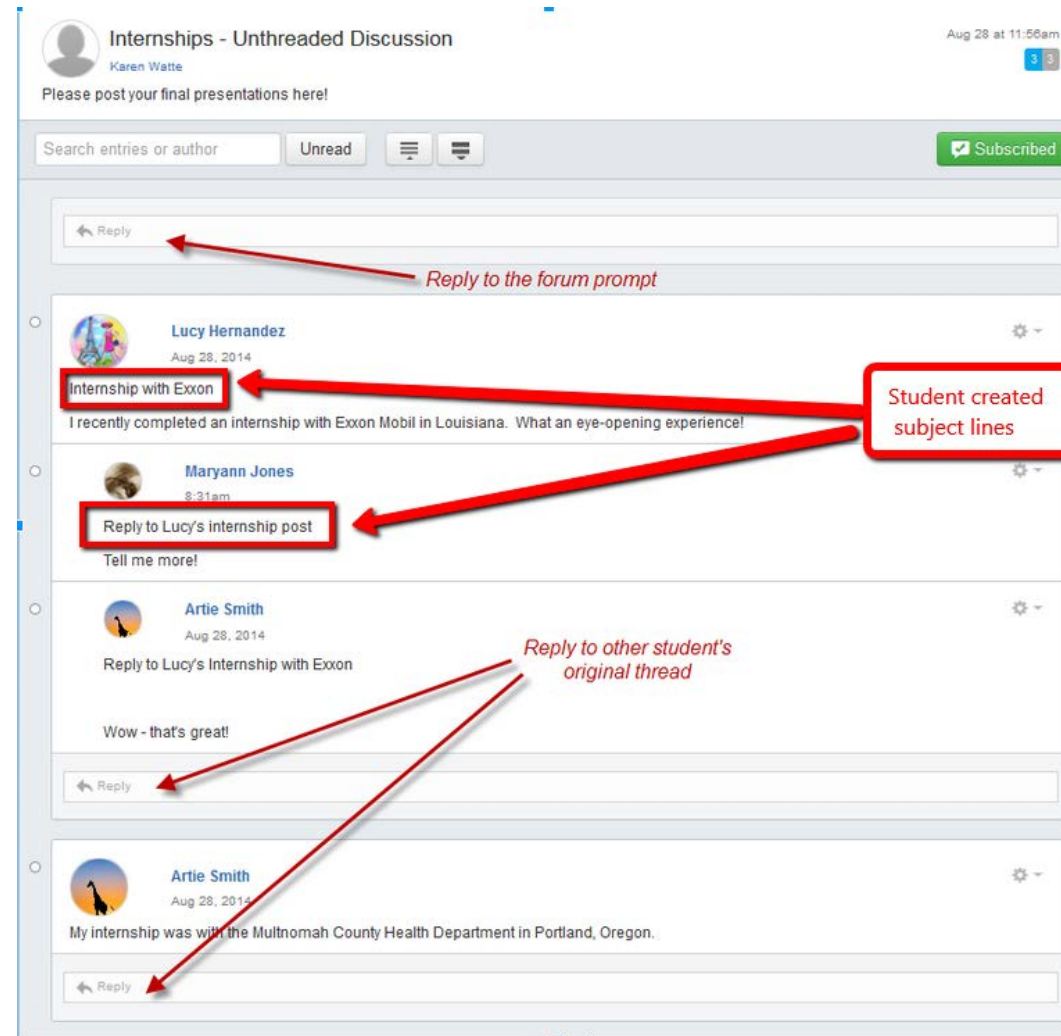 Internships - Unthreaded Discussion
Aug 28 at 11:56am
Karen Watte
3 3
Please post your final presentations here!
Search entries or author
Unread
Subscribed
Reply
Reply to the forum prompt
Lucy Hernandez
Aug 28, 2014
Internship with Exxon
Student created
subject lines
I recently completed an internship with Exxon Mobil in Louisiana. What an eye-opening experience!
Maryann Jones
8:31am
Reply to Lucy's internship post
Tell me more!
Artie Smith
Aug 28, 2014
Reply to other student's
original thread
Reply to Lucy's Internship with Exxon
Wow - that's great!
Reply
Artie Smith
Aug 28, 2014
My internship was with the Multnomah County Health Department in Portland, Oregon.
Reply